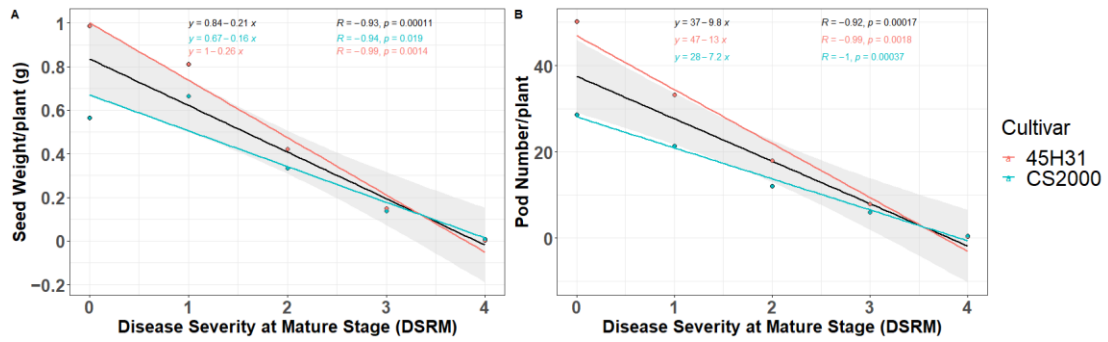 A
y = 0.84−0.21 x
R = −0.93, p = 0.00011
y = 0.67−0.16 x
R = −0.94, p = 0.019
y = 1−0.26 x
R = −0.99, p = 0.0014
Seed Weight/plant (g)
1
0.8
0.6
0.4
0.2
0
−0.2
0 1 2 3 4
Disease Severity at Mature Stage (DSRM)
B
y = 37−9.8 x
R = −0.92, p = 0.00017
y = 47−13 x
R = −0.99, p = 0.0018
y = 28−7.2 x
R = −1, p = 0.00037
Pod Number/plant
40
20
0
0 1 2 3 4
Disease Severity at Mature Stage (DSRM)
Cultivar
45H31
CS2000